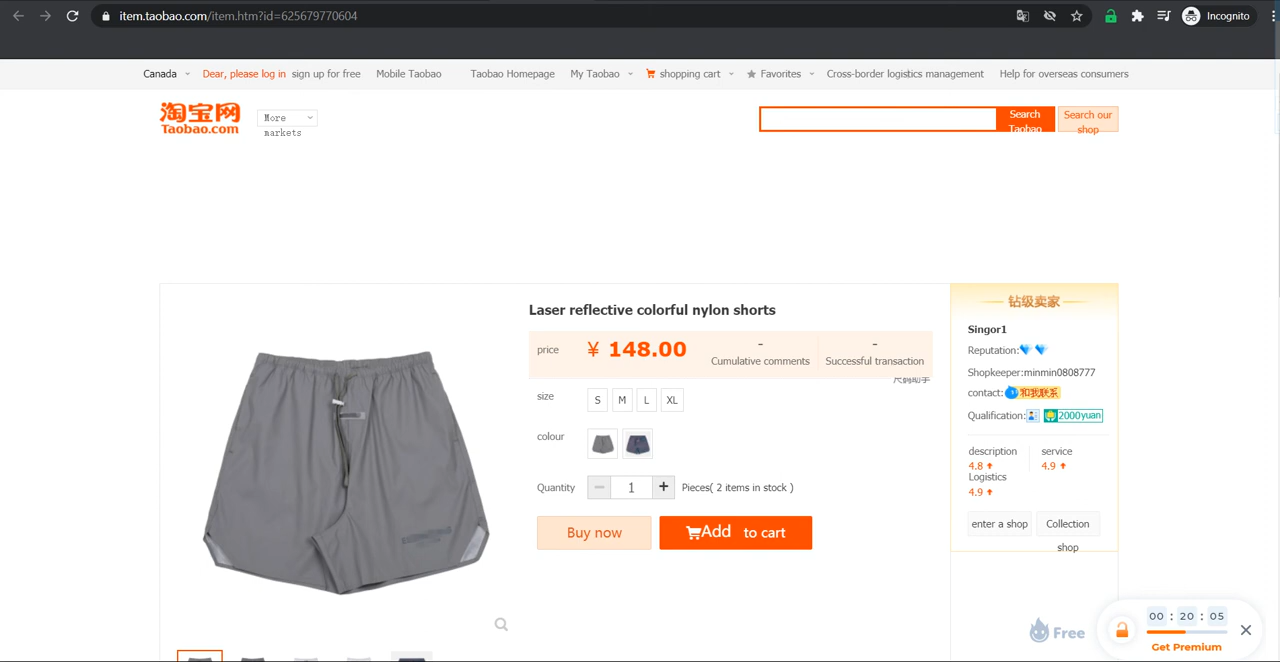 item.taobao.com/item.htm?id=625679770604
Incognito
Canada Dear, please log in sign up for free Mobile Taobao Taobao Homepage My Taobao shopping cart Favorites Cross-border logistics management Help for overseas consumers
淘宝网
Taobao.com
More
markets
Search
Taobao
Search our
shop
Laser reflective colorful nylon shorts
price ¥ 148.00
-
Cumulative comments
-
Successful transaction
尺码助手
size S M L XL
colour
Quantity 1 + Pieces( 2 items in stock )
Buy now
Add to cart
钻级卖家
Singor1
Reputation:
Shopkeeper:minmin0808777
contact: 和我联系
Qualification: 2000yuan
description
4.8
service
4.9
Logistics
4.9
enter a shop
Collection
shop
Free
00 : 20 : 05
Get Premium